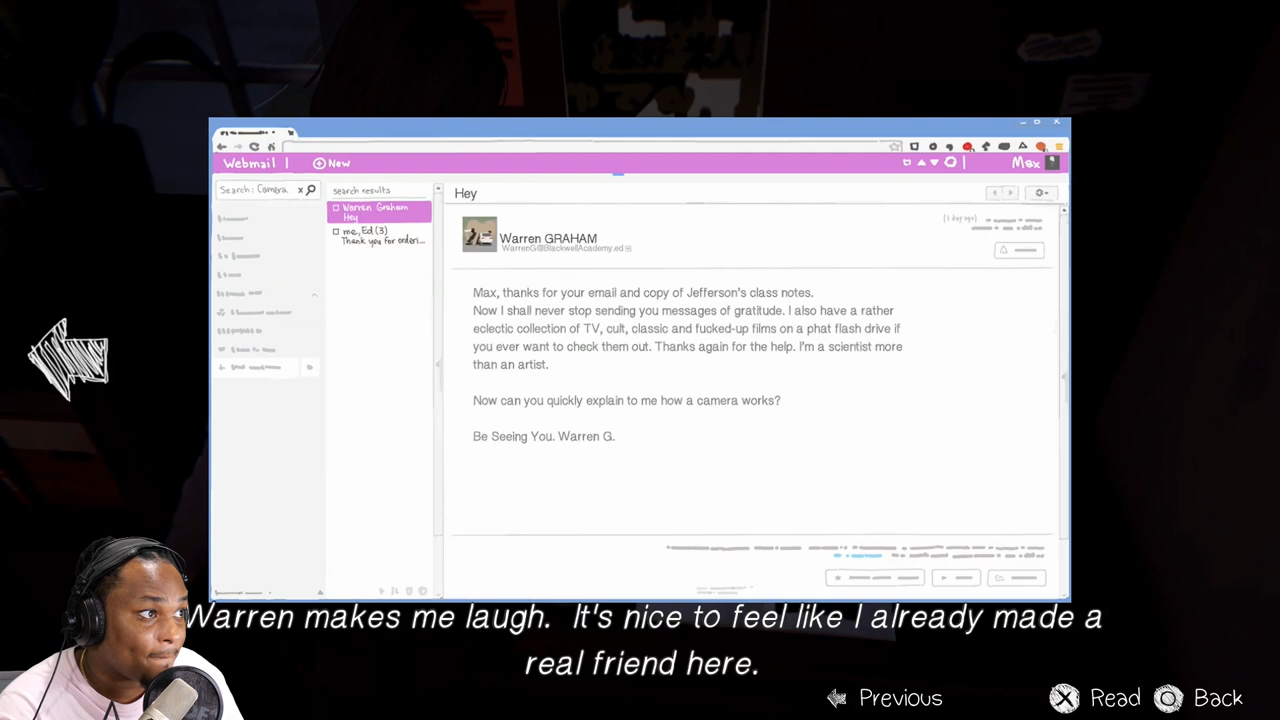 Webmail |
New
Max
Search: Camera x
search results
Warren Graham
Hey
me, Ed (3)
Thank you for orderi...
Hey
Warren GRAHAM
WarrenG@BlackwellAcademy.ed
(1 day ago)
Max, thanks for your email and copy of Jefferson's class notes.
Now I shall never stop sending you messages of gratitude. I also have a rather
eclectic collection of TV, cult, classic and fucked-up films on a phat flash drive if
you ever want to check them out. Thanks again for the help. I'm a scientist more
than an artist.
Now can you quickly explain to me how a camera works?
Be Seeing You. Warren G.
Warren makes me laugh. It's nice to feel like I already made a
real friend here.
Previous
Read
Back